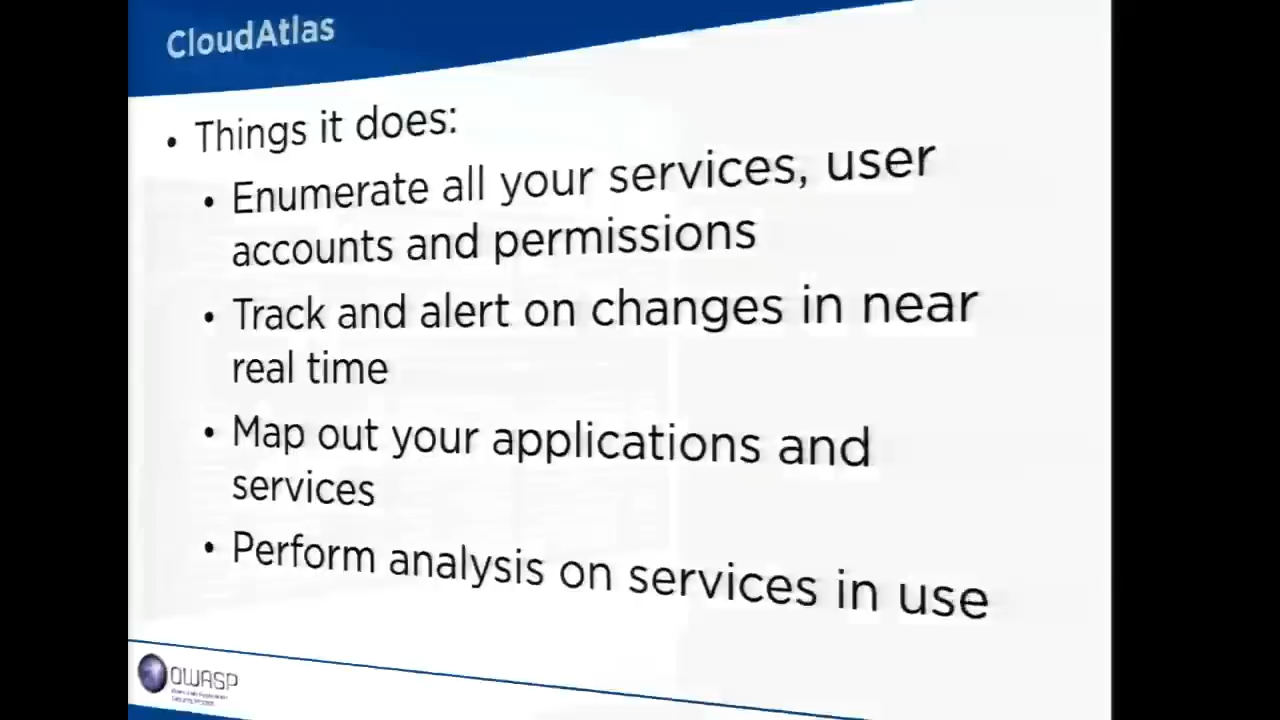 CloudAtlas
• Things it does:
• Enumerate all your services, user
accounts and permissions
• Track and alert on changes in near
real time
• Map out your applications and
services
• Perform analysis on services in use
OWASP